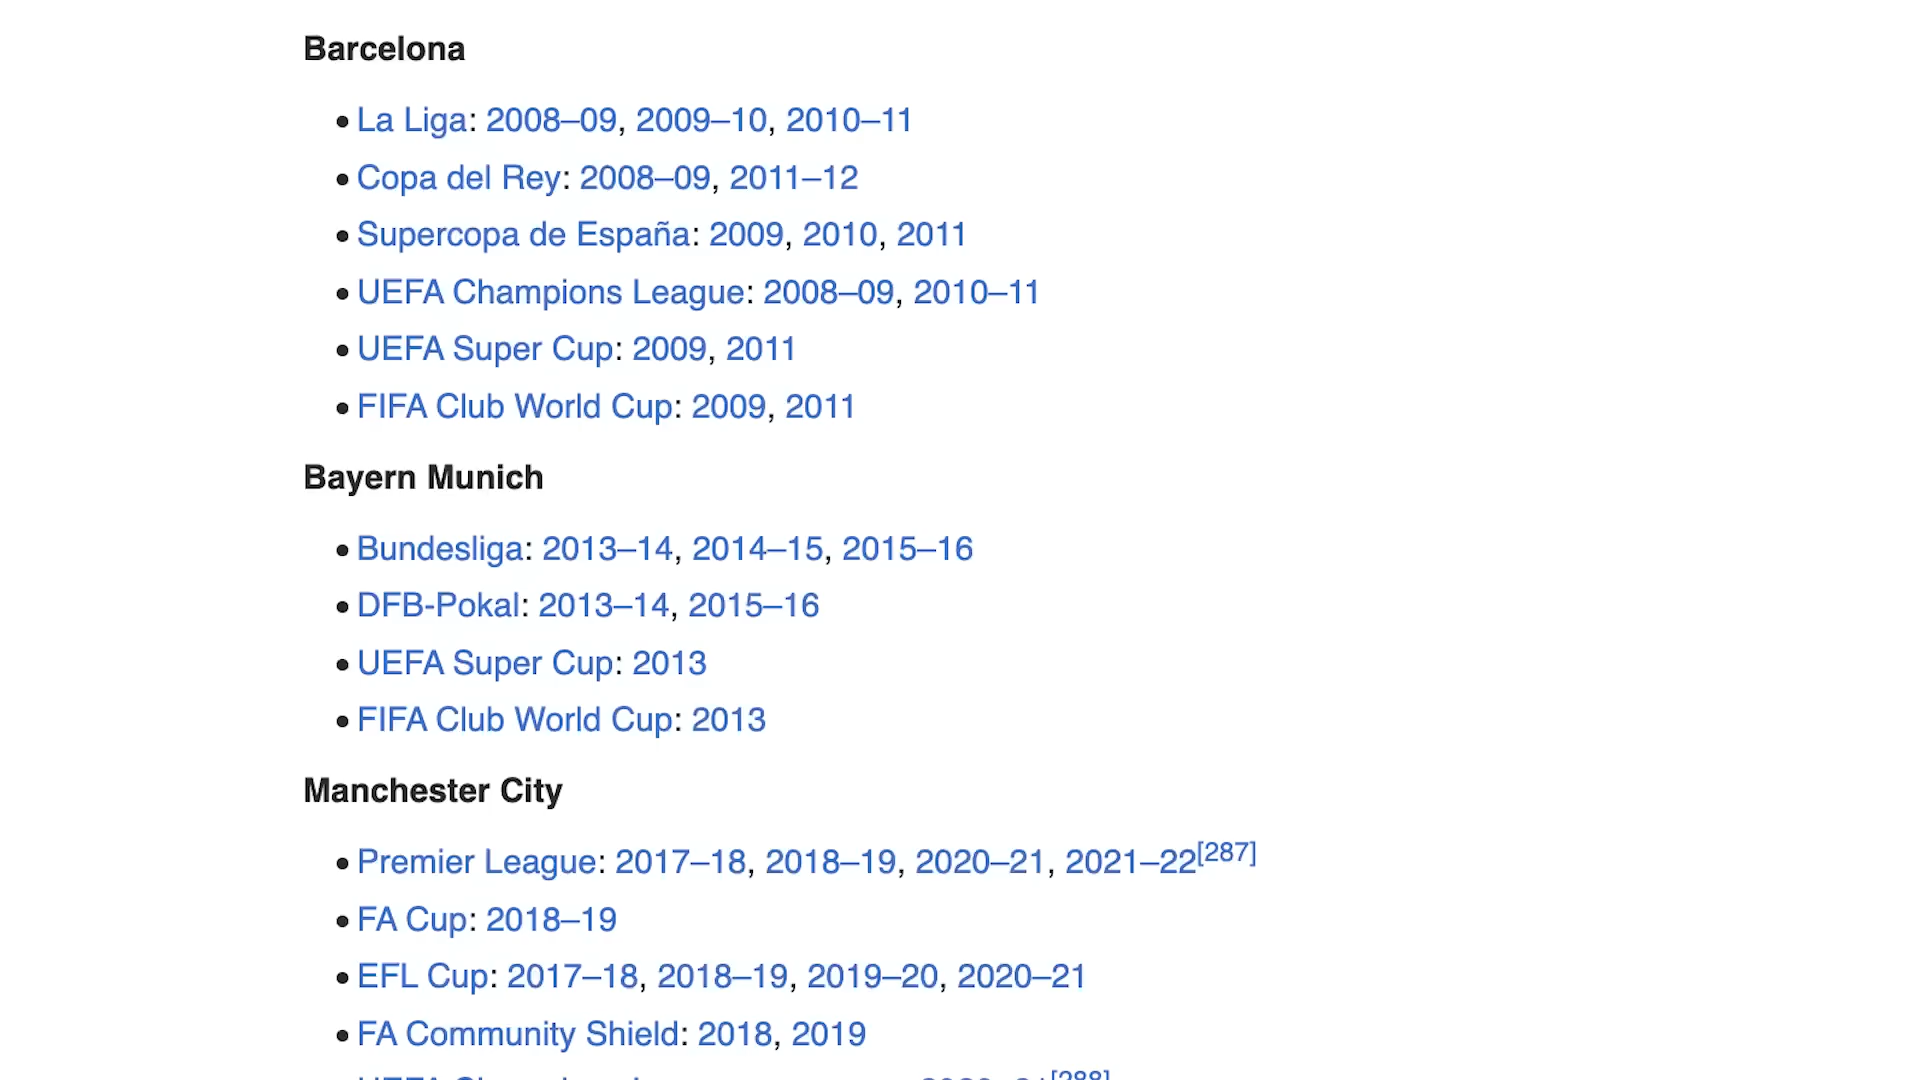 Barcelona
• La Liga: 2008–09, 2009–10, 2010–11
• Copa del Rey: 2008–09, 2011–12
• Supercopa de España: 2009, 2010, 2011
• UEFA Champions League: 2008–09, 2010–11
• UEFA Super Cup: 2009, 2011
• FIFA Club World Cup: 2009, 2011
Bayern Munich
• Bundesliga: 2013–14, 2014–15, 2015–16
• DFB-Pokal: 2013–14, 2015–16
• UEFA Super Cup: 2013
• FIFA Club World Cup: 2013
Manchester City
• Premier League: 2017–18, 2018–19, 2020–21, 2021–22[287]
• FA Cup: 2018–19
• EFL Cup: 2017–18, 2018–19, 2019–20, 2020–21
• FA Community Shield: 2018, 2019